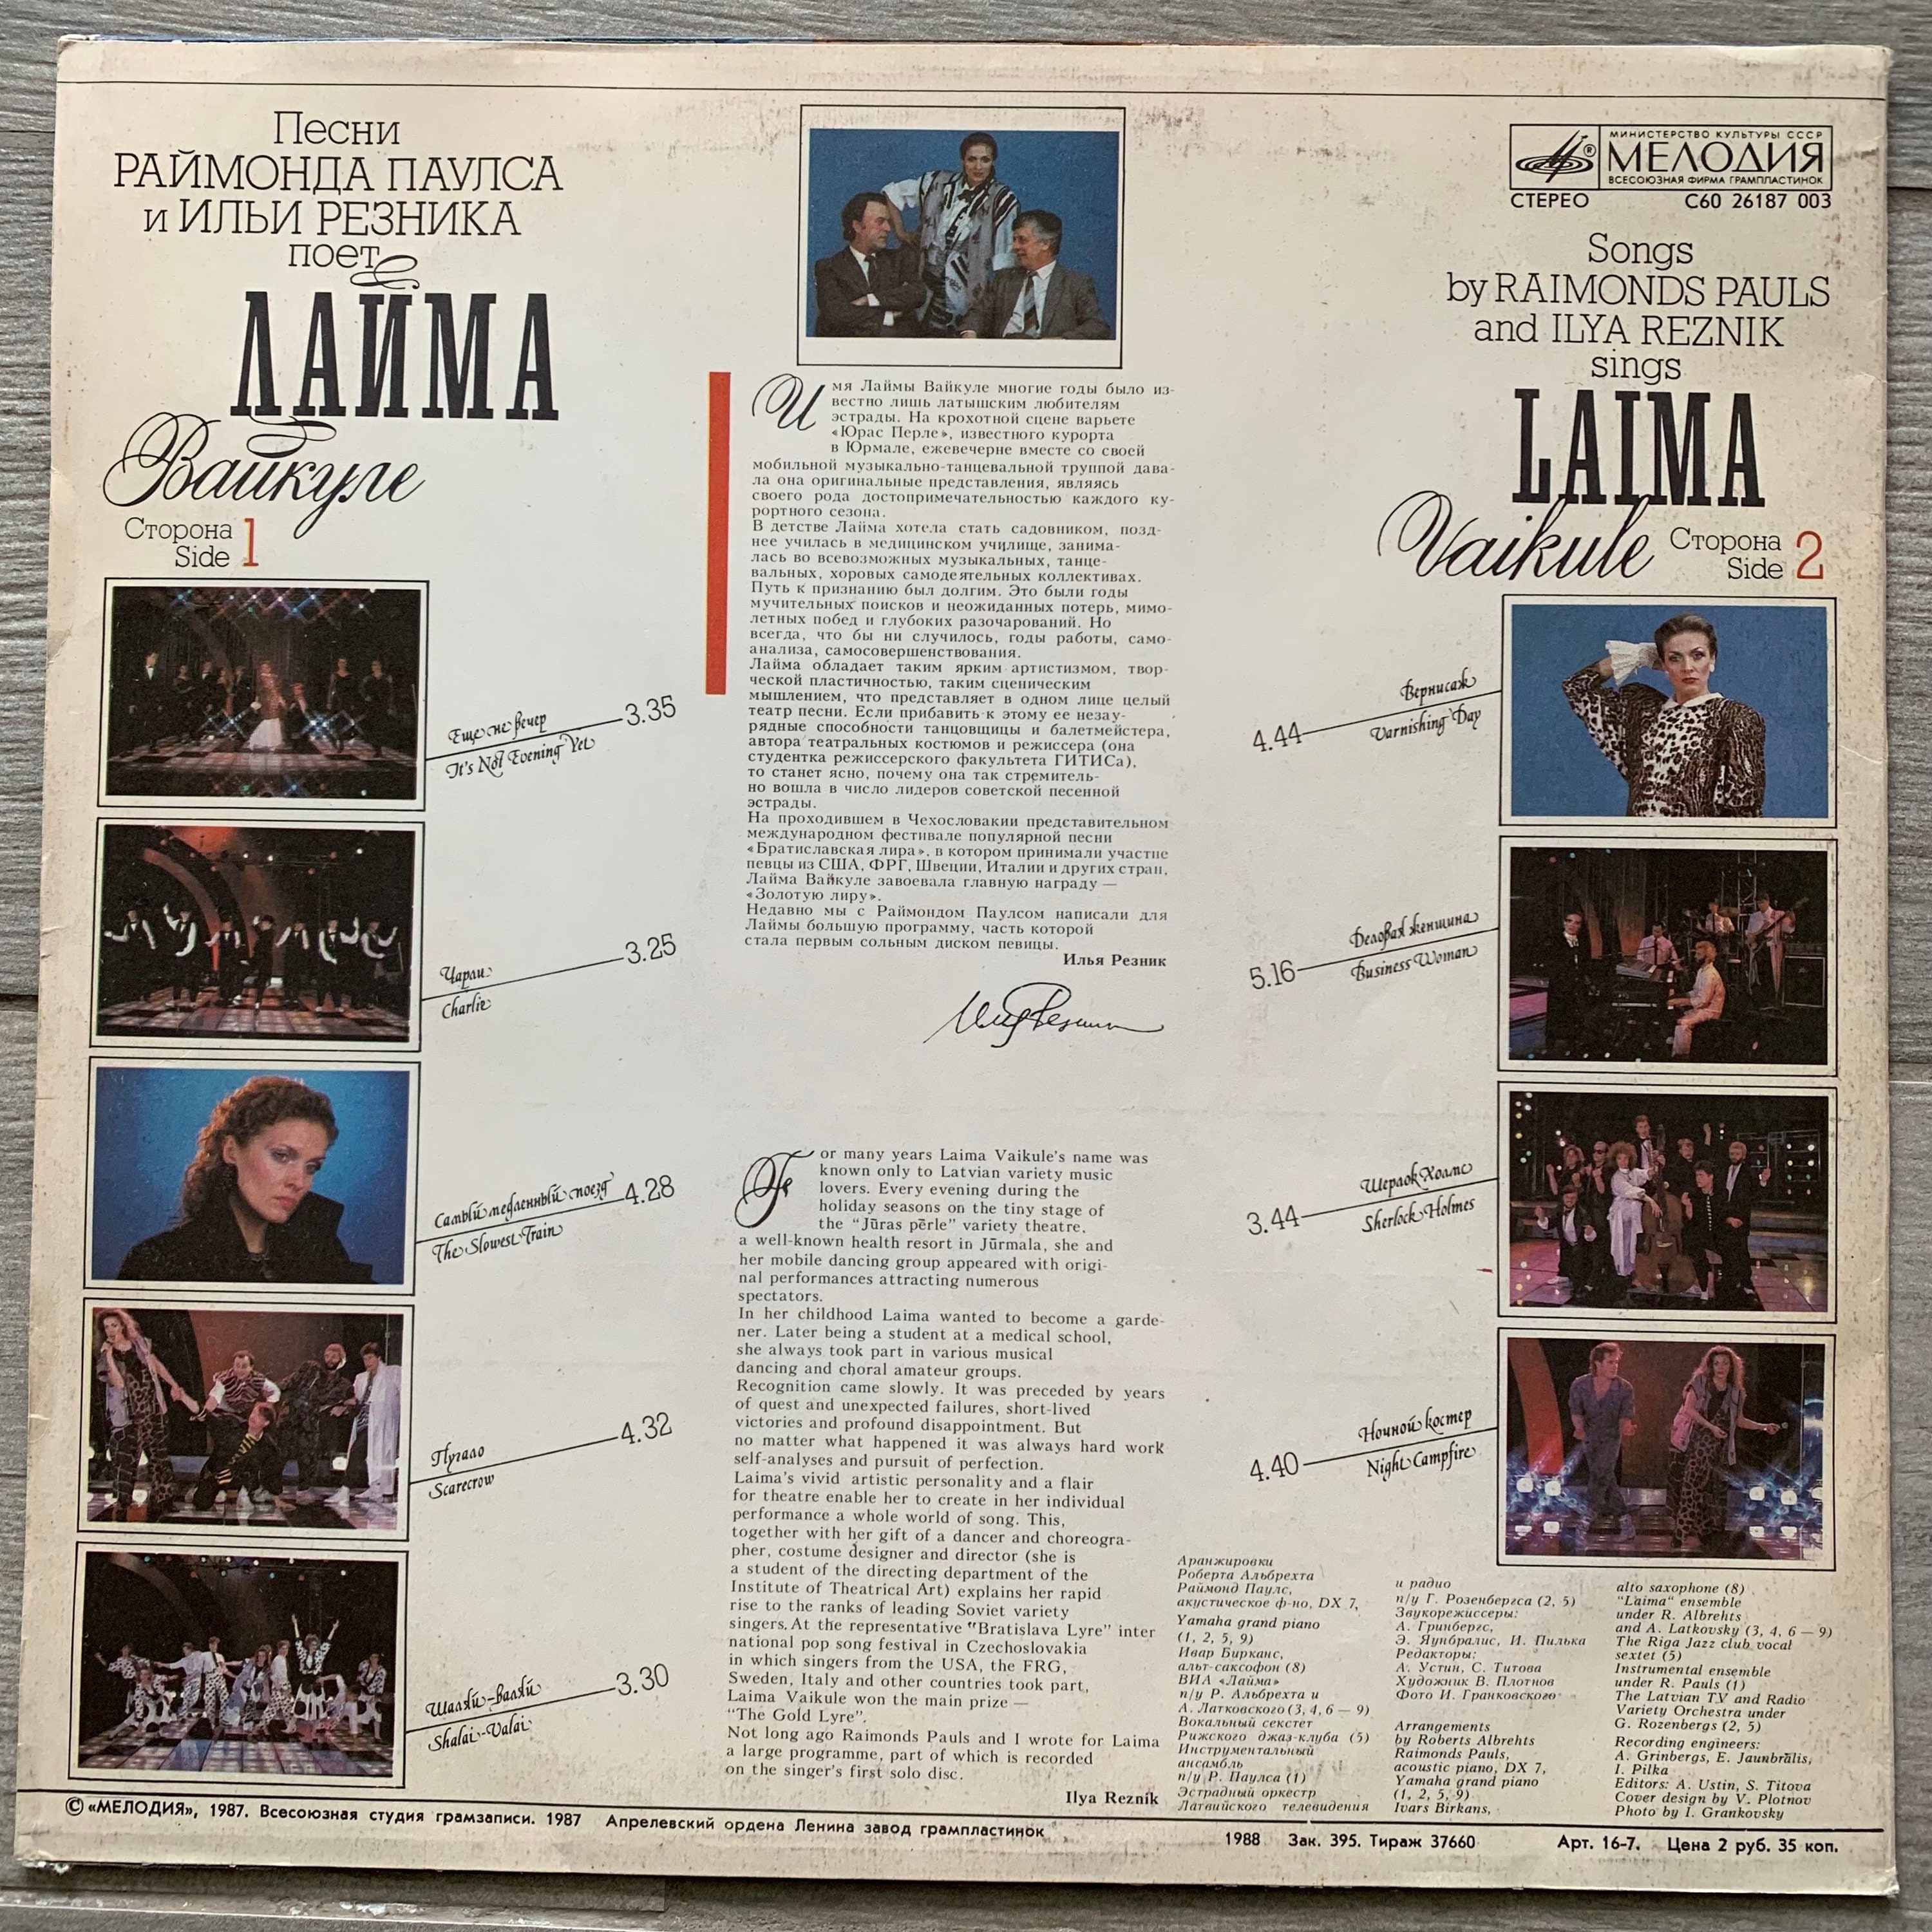 Песни
РАЙМОНДА ПАУЛСА
и ИЛЬИ РЕЗНИКА
поет
ЛАЙМА
Вайкуле
Сторона
Side 1
Еще не вечер
It's Not Evening Yet
3.35
Чарли
Charlie
3.25
Самый медленный поезд
The Slowest Train
4.28
Пугало
Scarecrow
4.32
Шаляй-валяй
Shalai-Valai
3.30
Имя Лаймы Вайкуле многие годы было из-
вестно лишь латышским любителям
эстрады. На крохотной сцене варьете
«Юрас Перле», известного курорта
в Юрмале, ежевечерне вместе со своей
мобильной музыкально-танцевальной труппой дава-
ла она оригинальные представления, являясь
своего рода достопримечательностью каждого ку-
рортного сезона.
В детстве Лайма хотела стать садовником, позд-
нее училась в медицинском училище, занима-
лась во всевозможных музыкальных, танце-
вальных, хоровых самодеятельных коллективах.
Путь к признанию был долгим. Это были годы
мучительных поисков и неожиданных потерь, мимо-
летных побед и глубоких разочарований. Но
всегда, что бы ни случилось, годы работы, само-
анализа, самосовершенствования.
Лайма обладает таким ярким артистизмом, твор-
ческой пластичностью, таким сценическим
мышлением, что представляет в одном лице целый
театр песни. Если прибавить к этому ее незау-
рядные способности танцовщицы и балетмейстера,
автора театральных костюмов и режиссера (она
студентка режиссерского факультета ГИТИСа),
то станет ясно, почему она так стремитель-
но вошла в число лидеров советской песенной
эстрады.
На проходившем в Чехословакии представительном
международном фестивале популярной песни
«Братиславская лира», в котором принимали участие
певцы из США, ФРГ, Швеции, Италии и других стран,
Лайма Вайкуле завоевала главную награду —
«Золотую лиру».
Недавно мы с Раймондом Паулсом написали для
Лаймы большую программу, часть которой
стала первым сольным диском певицы.
Илья Резник
For many years Laima Vaikule's name was
known only to Latvian variety music
lovers. Every evening during the
holiday seasons on the tiny stage of
the "Jūras pērle" variety theatre,
a well-known health resort in Jūrmala, she and
her mobile dancing group appeared with origi-
nal performances attracting numerous
spectators.
In her childhood Laima wanted to become a garde-
ner. Later being a student at a medical school,
she always took part in various musical
dancing and choral amateur groups.
Recognition came slowly. It was preceded by years
of quest and unexpected failures, short-lived
victories and profound disappointment. But
no matter what happened it was always hard work
self-analyses and pursuit of perfection.
Laima's vivid artistic personality and a flair
for theatre enable her to create in her individual
performance a whole world of song. This,
together with her gift of a dancer and choreogra-
pher, costume designer and director (she is
a student of the directing department of the
Institute of Theatrical Art) explains her rapid
rise to the ranks of leading Soviet variety
singers. At the representative "Bratislava Lyre" inter
national pop song festival in Czechoslovakia
in which singers from the USA, the FRG,
Sweden, Italy and other countries took part,
Laima Vaikule won the main prize —
"The Gold Lyre".
Not long ago Raimonds Pauls and I wrote for Laima
a large programme, part of which is recorded
on the singer's first solo disc.
Ilya Reznik
МИНИСТЕРСТВО КУЛЬТУРЫ СССР
МЕЛОДИЯ
ВСЕСОЮЗНАЯ ФИРМА ГРАМПЛАСТИНОК
СТЕРЕО С60 26187 003
Songs
by RAIMONDS PAULS
and ILYA REZNIK
sings
LAIMA
Vaikule
Сторона
Side 2
Вернисаж
Varnishing Day
4.44
Деловая женщина
Business Woman
5.16
Шерлок Холмс
Sherlock Holmes
3.44
Ночной костер
Night Campfire
4.40
Аранжировки
Роберта Альбрехта
Раймонд Паулс,
акустическое ф-но, DX 7,
Yamaha grand piano
(1, 2, 5, 9)
Ивар Бирканс,
альт-саксофон (8)
ВИА «Лайма»
п/у Р. Альбрехта и
А. Латковского (3, 4, 6 — 9)
Вокальный секстет
Рижского джаз-клуба (5)
Инструментальный
ансамбль
п/у Р. Паулса (1)
Эстрадный оркестр
Латвийского телевидения
и радио
п/у Г. Розенбергса (2, 5)
Звукорежиссеры:
А. Гринбергс,
Э. Яунбралис, И. Пилька
Редакторы:
А. Устин, С. Титова
Художник В. Плотнов
Фото И. Гранковского
Arrangements
by Roberts Albrehts
Raimonds Pauls,
acoustic piano, DX 7,
Yamaha grand piano
(1, 2, 5, 9)
Ivars Birkans,
alto saxophone (8)
"Laima" ensemble
under R. Albrehts
and A. Latkovsky (3, 4, 6 — 9)
The Riga Jazz club vocal
sextet (5)
Instrumental ensemble
under R. Pauls (1)
The Latvian TV and Radio
Variety Orchestra under
G. Rozenbergs (2, 5)
Recording engineers:
A. Grinbergs, E. Jaunbrālis,
I. Pilka
Editors: A. Ustin, S. Titova
Cover design by V. Plotnov
Photo by I. Grankovsky
© «МЕЛОДИЯ», 1987. Всесоюзная студия грамзаписи. 1987 Апрелевский ордена Ленина завод грампластинок
1988 Зак. 395. Тираж 37660 Арт. 16-7. Цена 2 руб. 35 коп.